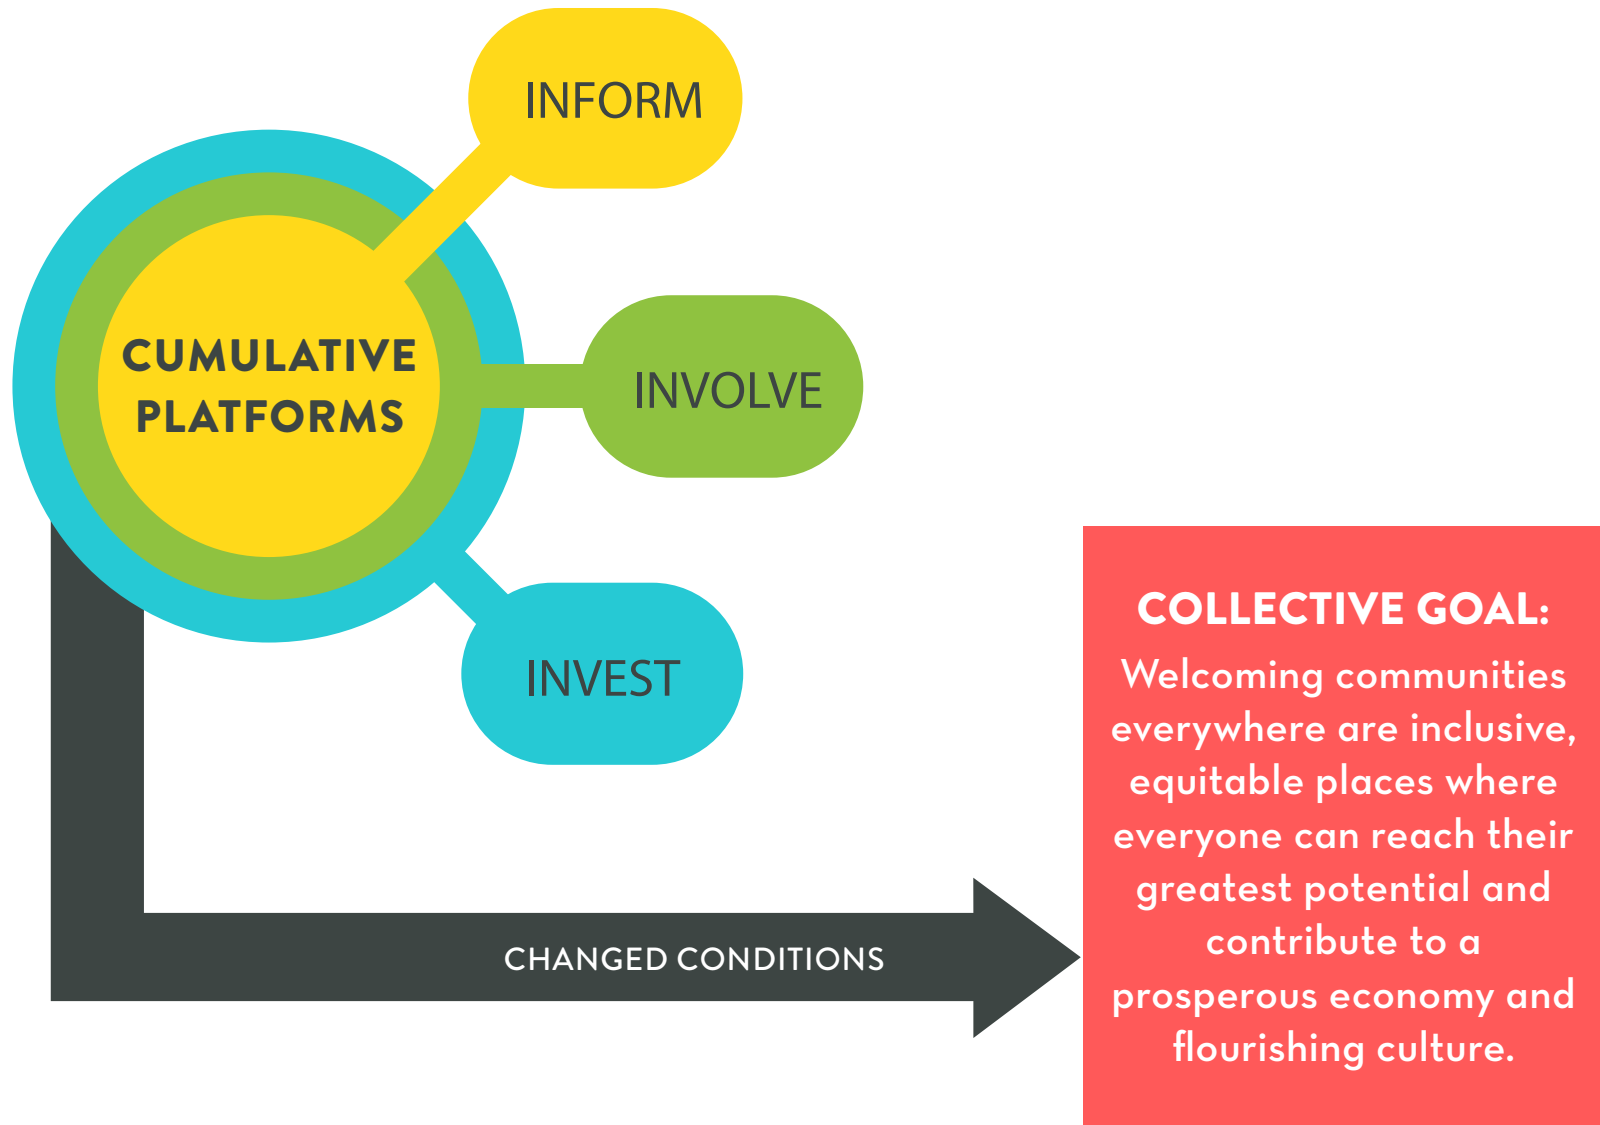 INFORM
CUMULATIVE
PLATFORMS
INVOLVE
INVEST
CHANGED CONDITIONS
COLLECTIVE GOAL:
Welcoming communities
everywhere are inclusive,
equitable places where
everyone can reach their
greatest potential and
contribute to a
prosperous economy and
flourishing culture.